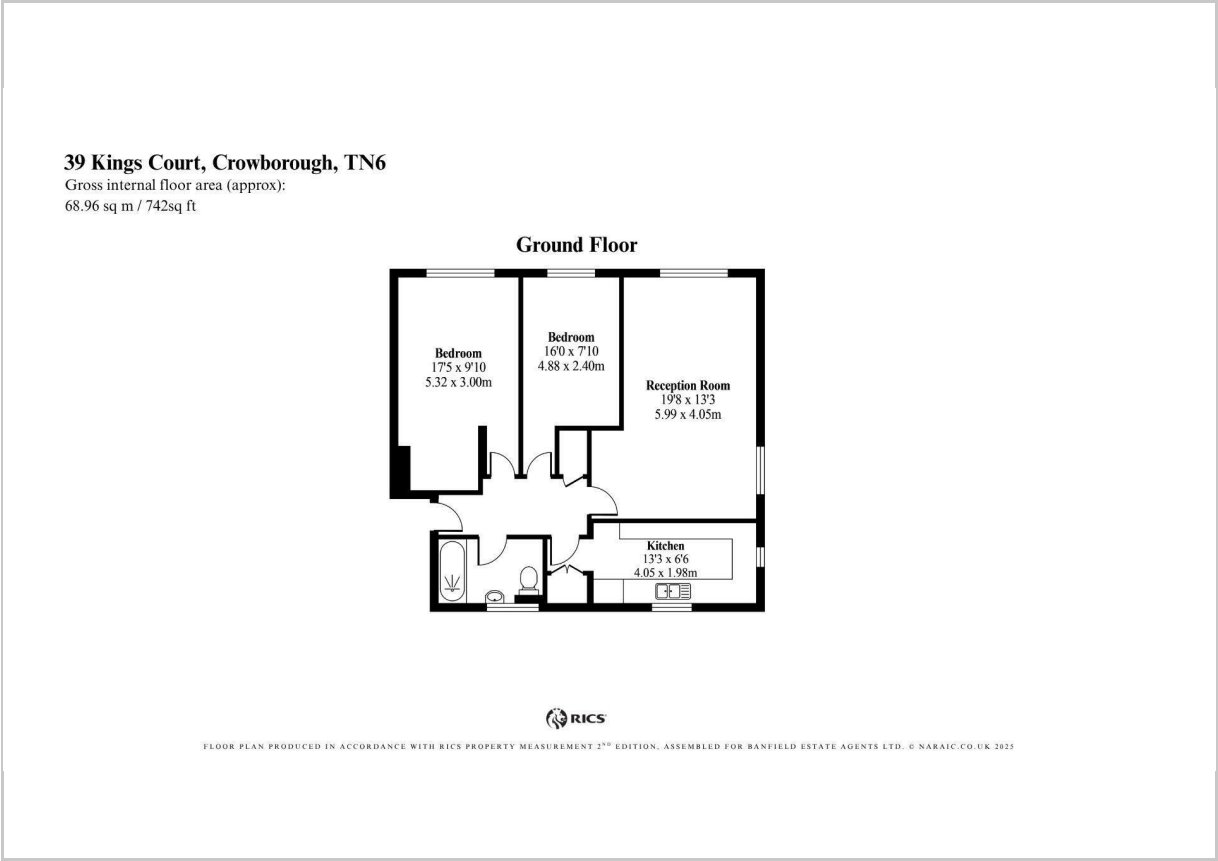 39 Kings Court, Crowborough, TN6
Gross internal floor area (approx):
68.96 sq m / 742sq ft
Ground Floor
Bedroom
17'5 x 9'10
5.32 x 3.00m
Bedroom
16'0 x 7'10
4.88 x 2.40m
Reception Room
19'8 x 13'3
5.99 x 4.05m
Kitchen
13'3 x 6'6
4.05 x 1.98m
RICS
FLOOR PLAN PRODUCED IN ACCORDANCE WITH RICS PROPERTY MEASUREMENT 2ND EDITION, ASSEMBLED FOR BANFIELD ESTATE AGENTS LTD. © NARAIC.CO.UK 2025